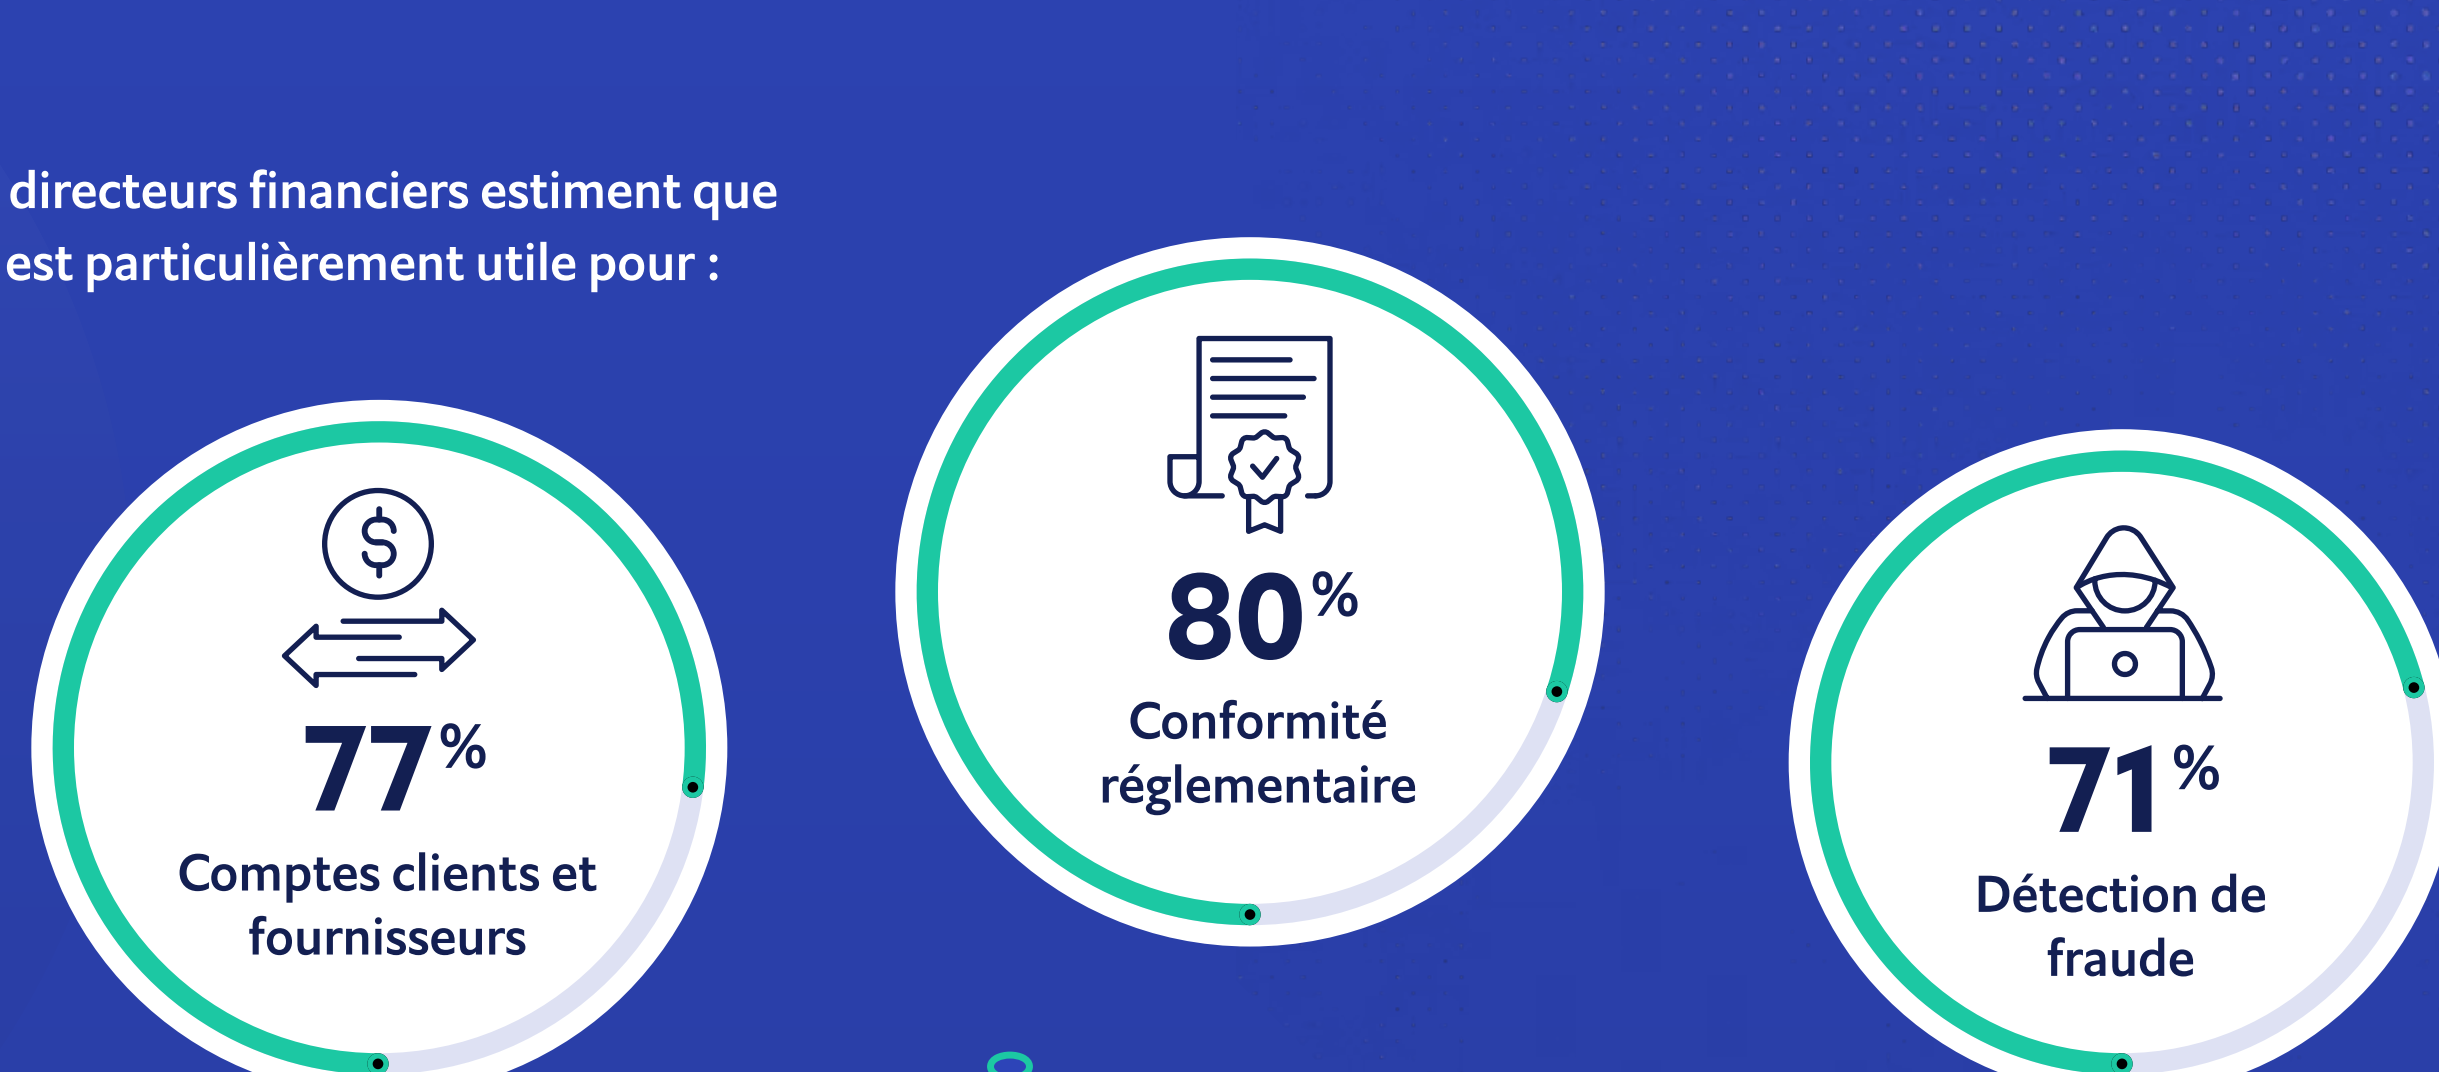 directeurs financiers estiment que
est particulièrement utile pour :
77%
Comptes clients et
fournisseurs
80%
Conformité
réglementaire
71%
Détection de
fraude